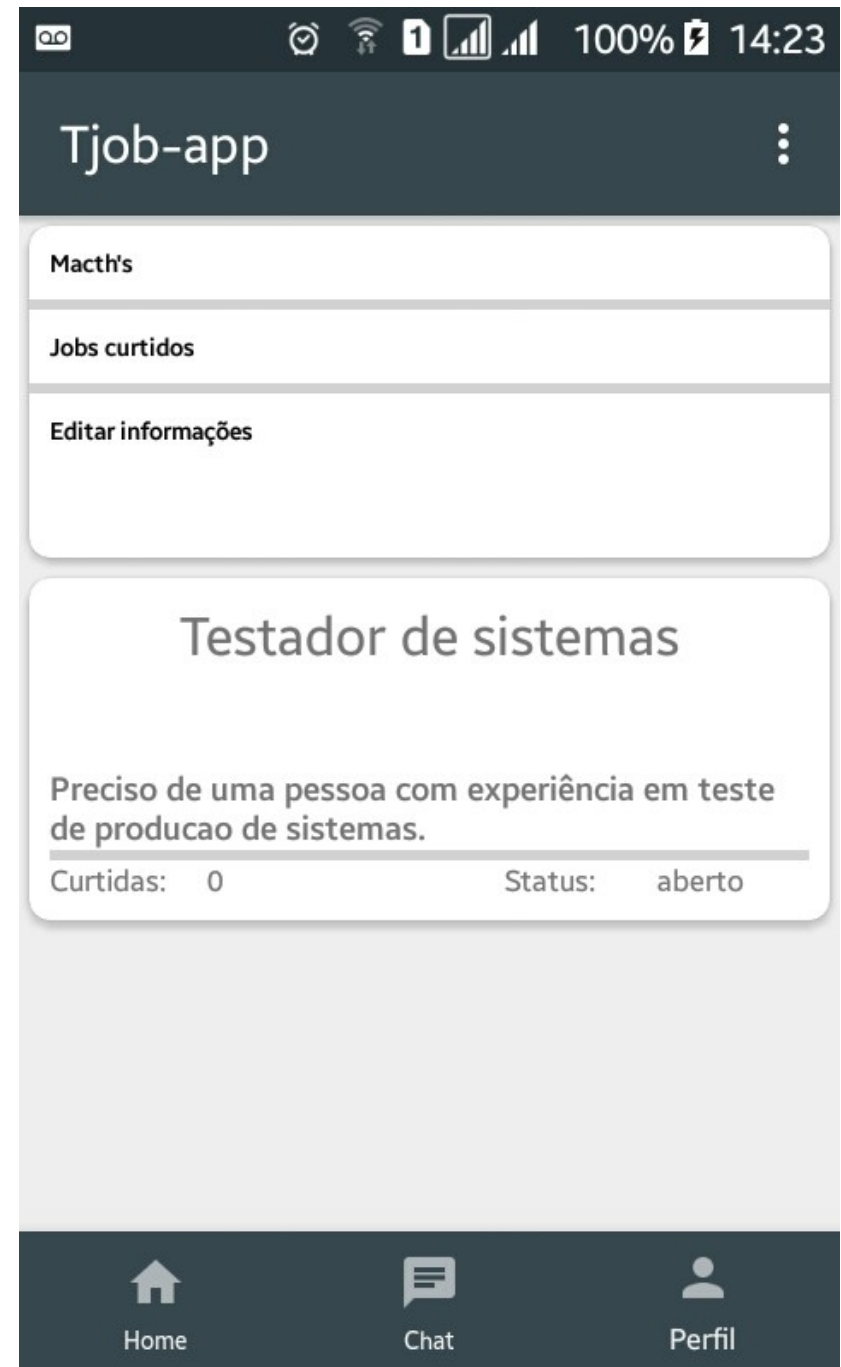 1 100% 14:23
Tjob-app
Macth's
Jobs curtidos
Editar informações
Testador de sistemas
Preciso de uma pessoa com experiência em teste
de producao de sistemas.
Curtidas: 0 Status: aberto
Home Chat Perfil